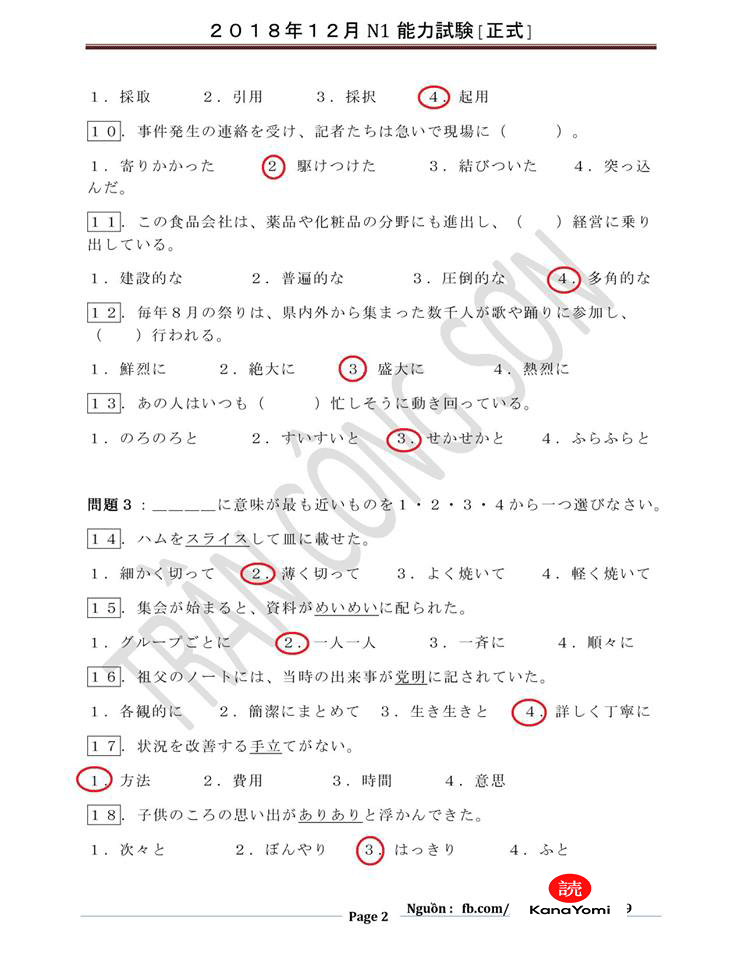 ２０１８年１２月 N1 能力試験[正式]
１．採取　２．引用　３．採択　４．起用
１０．事件発生の連絡を受け、記者たちは急いで現場に（　　）。
１．寄りかかった　２　駆けつけた　３．結びついた　４．突っ込
んだ。
１１．この食品会社は、薬品や化粧品の分野にも進出し、（　　）経営に乗り
出している。
１．建設的な　２．普遍的な　３．圧倒的な　４．多角的な
１２．毎年８月の祭りは、県内外から集まった数千人が歌や踊りに参加し、
（　　）行われる。
１．鮮烈に　２．絶大に　３　盛大に　４．熱烈に
１３．あの人はいつも（　　）忙しそうに動き回っている。
１．のろのろと　２．すいすいと　３．せかせかと　４．ふらふらと
問題３：＿＿＿＿に意味が最も近いものを１・２・３・４から一つ選びなさい。
１４．ハムをスライスして皿に載せた。
１．細かく切って　２．薄く切って　３．よく焼いて　４．軽く焼いて
１５．集会が始まると、資料がめいめいに配られた。
１．グループごとに　２．一人一人　３．一斉に　４．順々に
１６．祖父のノートには、当時の出来事が党明に記されていた。
１．各観的に　２．簡潔にまとめて　３．生き生きと　４．詳しく丁寧に
１７．状況を改善する手立てがない。
１．方法　２．費用　３．時間　４．意思
１８．子供のころの思い出がありありと浮かんできた。
１．次々と　２．ぼんやり　３．はっきり　４．ふと
TRẦN CÔNG SƠN
Page 2
Nguồn : fb.com/
読
KanaYomi
9